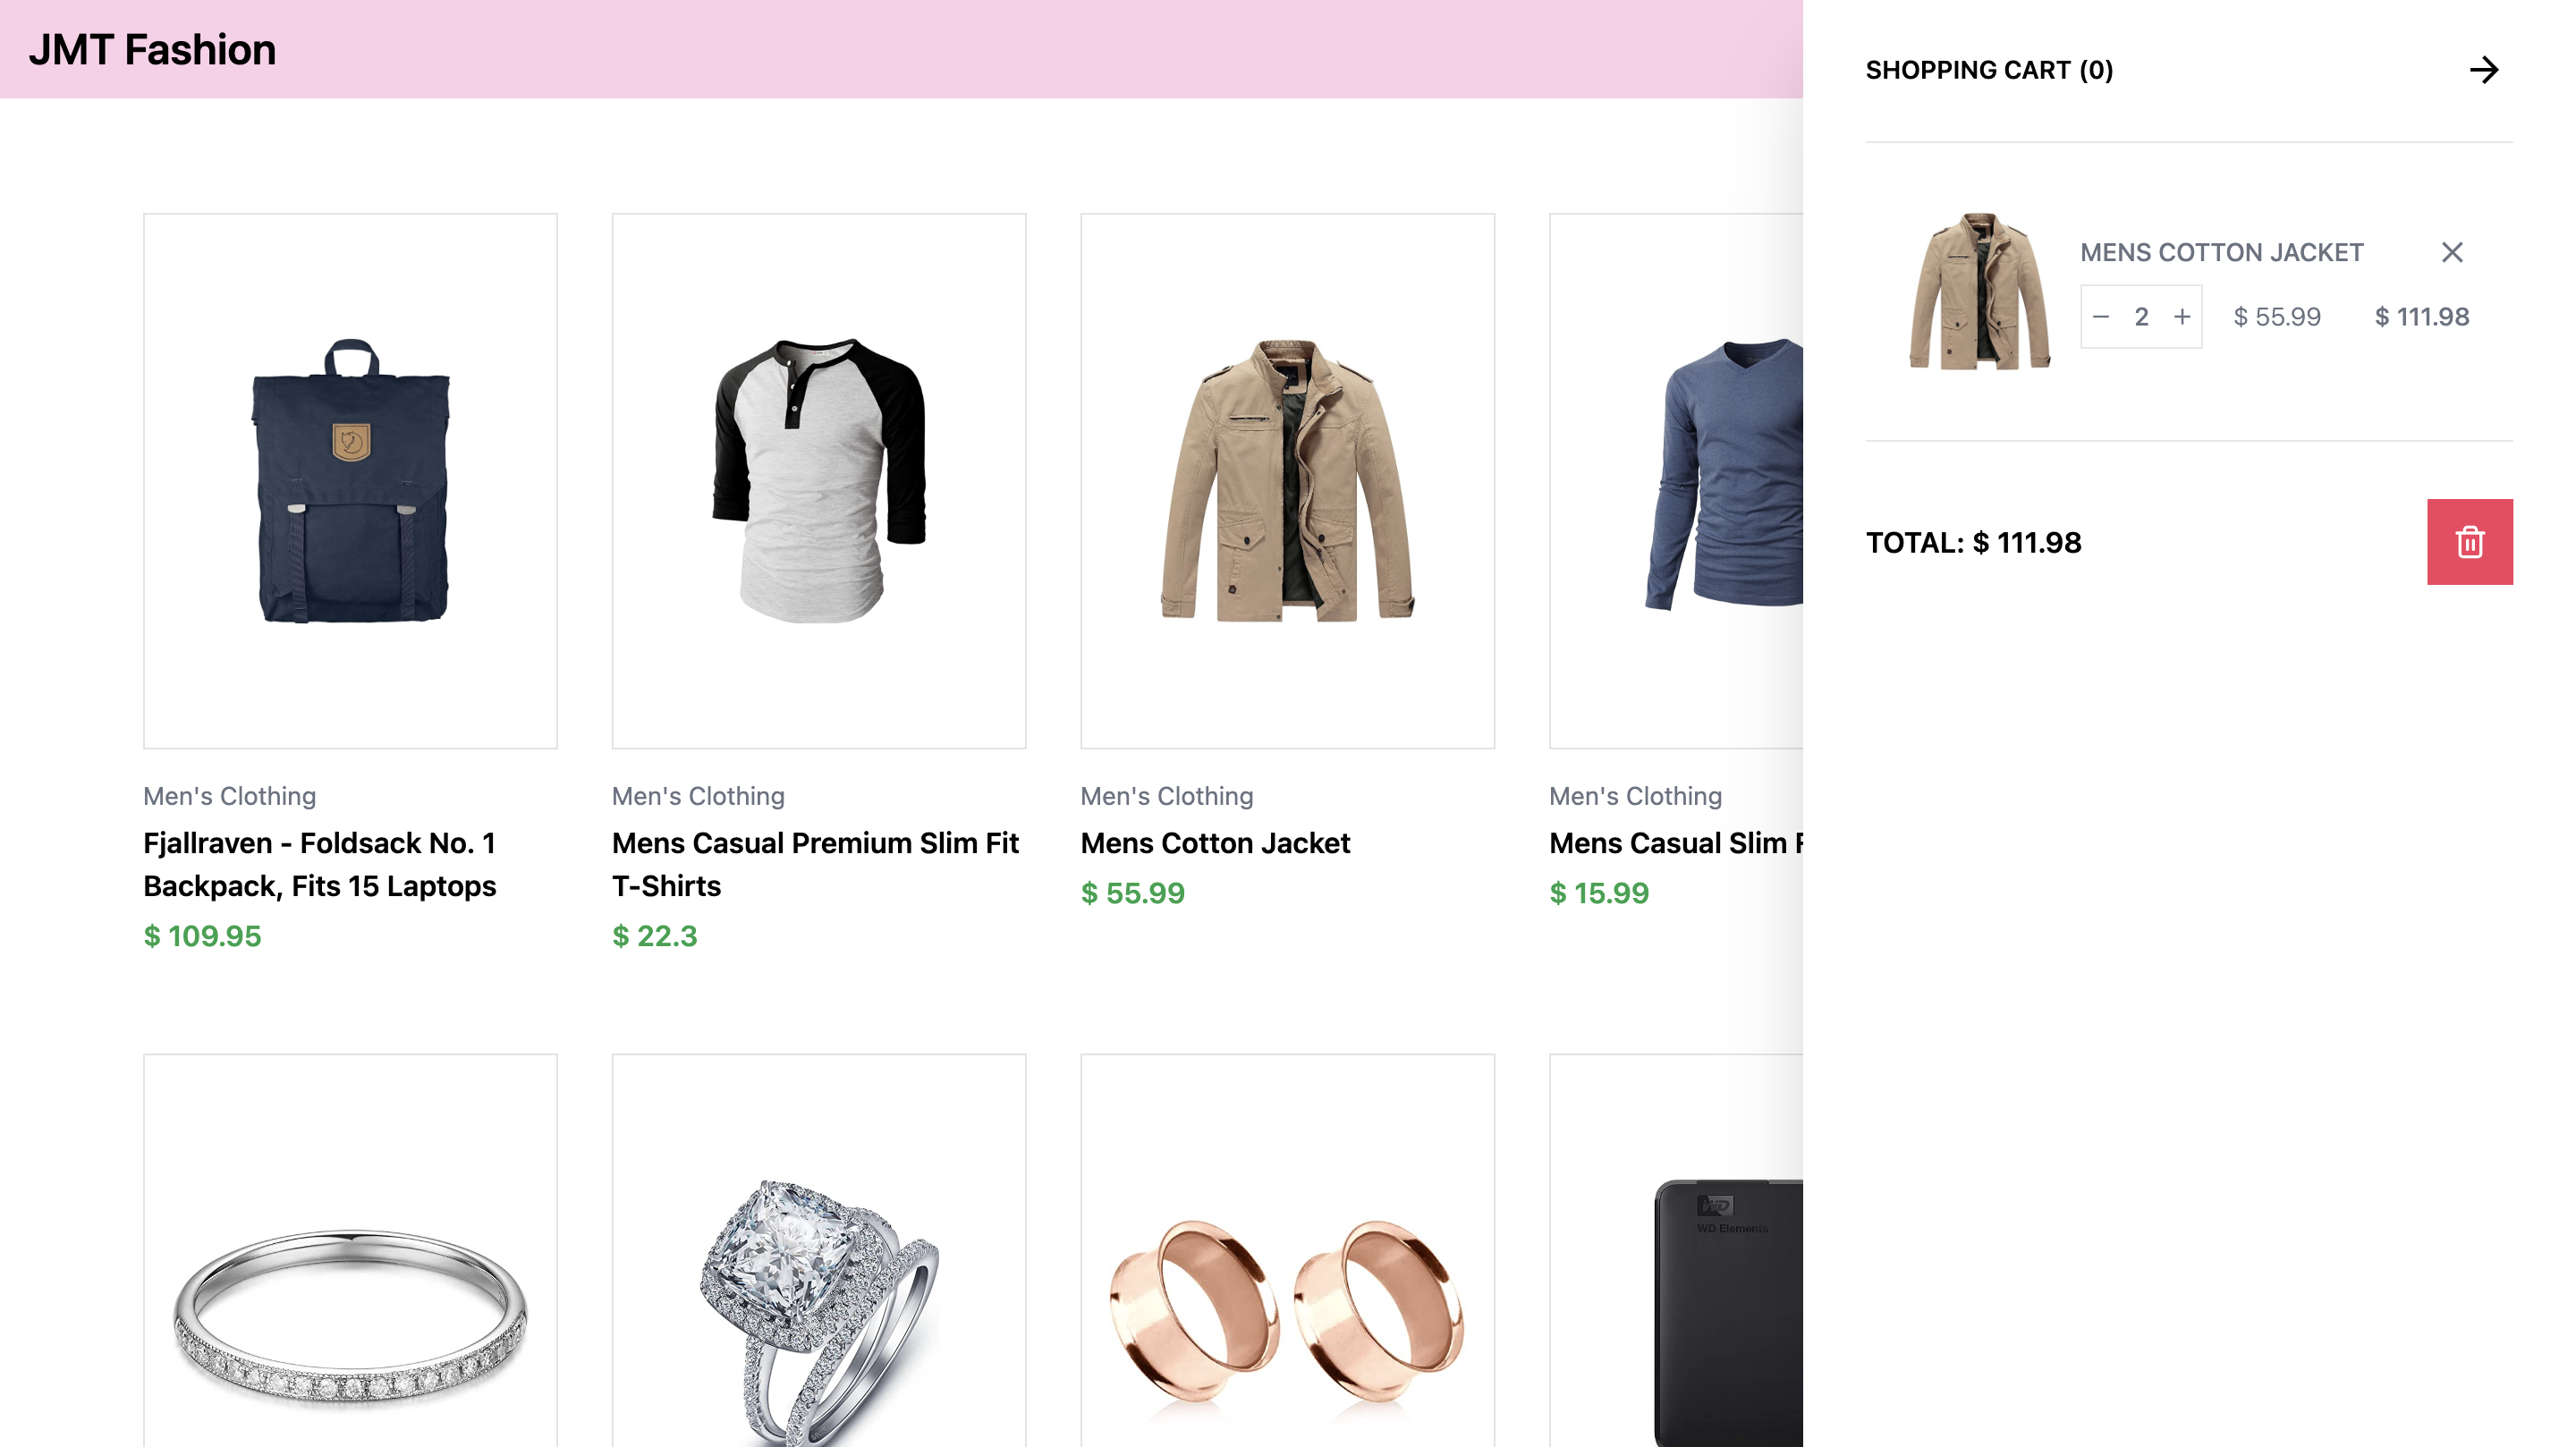 JMT Fashion
SHOPPING CART (0)
MENS COTTON JACKET
2
$ 55.99
$ 111.98
TOTAL: $ 111.98
Men's Clothing
Fjallraven - Foldsack No. 1
Backpack, Fits 15 Laptops
$ 109.95
Men's Clothing
Mens Casual Premium Slim Fit
T-Shirts
$ 22.3
Men's Clothing
Mens Cotton Jacket
$ 55.99
Men's Clothing
Mens Casual Slim
$ 15.99
WD
WD Elements